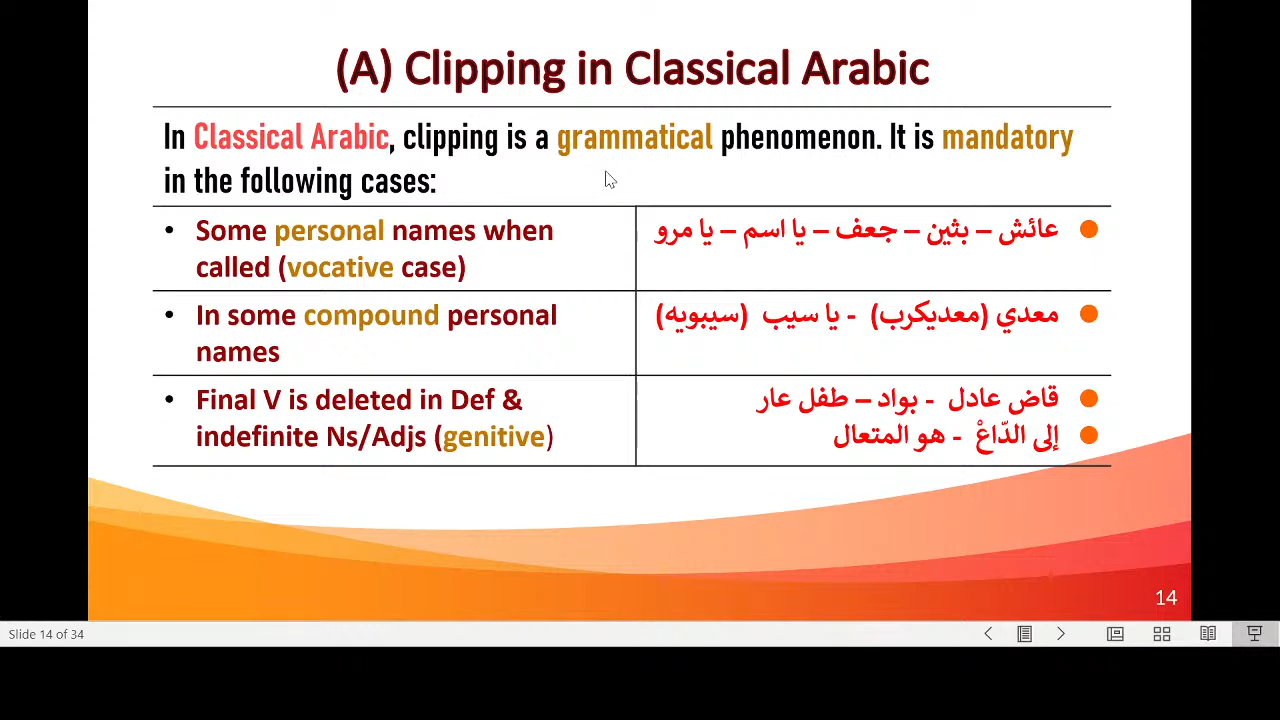 (A) Clipping in Classical Arabic
In Classical Arabic, clipping is a grammatical phenomenon. It is mandatory
in the following cases:
• Some personal names when
called (vocative case)
عائش – بثين – جعف – يا اسم – يا مرو
• In some compound personal
names
معدي (معديكرب) - يا سيب (سيبويه)
• Final V is deleted in Def &
indefinite Ns/Adjs (genitive)
قاض عادل - بواد – طفل عار
إلى الدّاعْ - هو المتعال
14
Slide 14 of 34